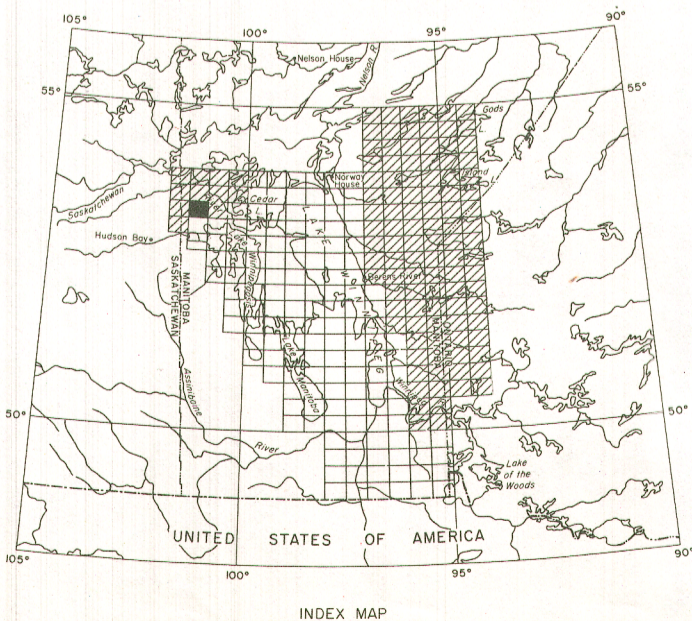 105°
100°
95°
90°
Nelson House
Nelson R
55°
55°
Gods
L.
Norway
House
Island
L
Saskatchewan
Cedar
L.
Hudson Bay
LAKE
WINNIPEG
Winnipegosis
Berens River
MANITOBA
SASKATCHEWAN
ONTARIO
MANITOBA
Lake
Manitoba
Winnipeg
Assiniboine
River
50°
50°
Lake
of the
Woods
UNITED STATES OF AMERICA
105°
100°
95°
90°
INDEX MAP